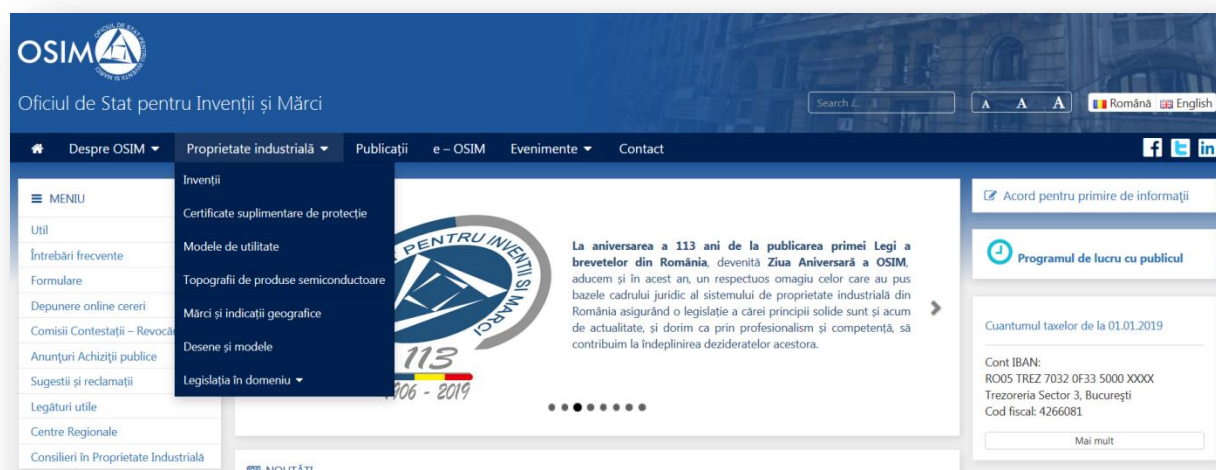 OSIM
OFICIUL DE STAT PENTRU INVENȚII ȘI MĂRCI
Oficiul de Stat pentru Invenții și Mărci
Search ...
A A A
Română English
Despre OSIM
Proprietate industrială
Publicații
e – OSIM
Evenimente
Contact
MENIU
Util
Întrebări frecvente
Formulare
Depunere online cereri
Comisii Contestații –
Anunțuri Achiziții publice
Sugestii și reclamații
Legături utile
Centre Regionale
Consilieri în Proprietate Industrială
Invenții
Certificate suplimentare de protecție
Modele de utilitate
Topografii de produse semiconductoare
Mărci și indicații geografice
Desene și modele
Legislația în domeniu
PENTRU INVENȚII ȘI MĂRCI
113
1906 - 2019
La aniversarea a 113 ani de la publicarea primei Legi a
brevetelor din România, devenită Ziua Aniversară a OSIM,
aducem și în acest an, un respectuos omagiu celor care au pus
bazele cadrului juridic al sistemului de proprietate industrială din
România asigurând o legislație a cărei principii solide sunt și acum
de actualitate, și dorim ca prin profesionalism și competență, să
contribuim la îndeplinirea dezideratelor acestora.
NOUTĂȚI
Acord pentru primire de informații
Programul de lucru cu publicul
Cuantumul taxelor de la 01.01.2019
Cont IBAN:
RO05 TREZ 7032 0F33 5000 XXXX
Trezoreria Sector 3, București
Cod fiscal: 4266081
Mai mult